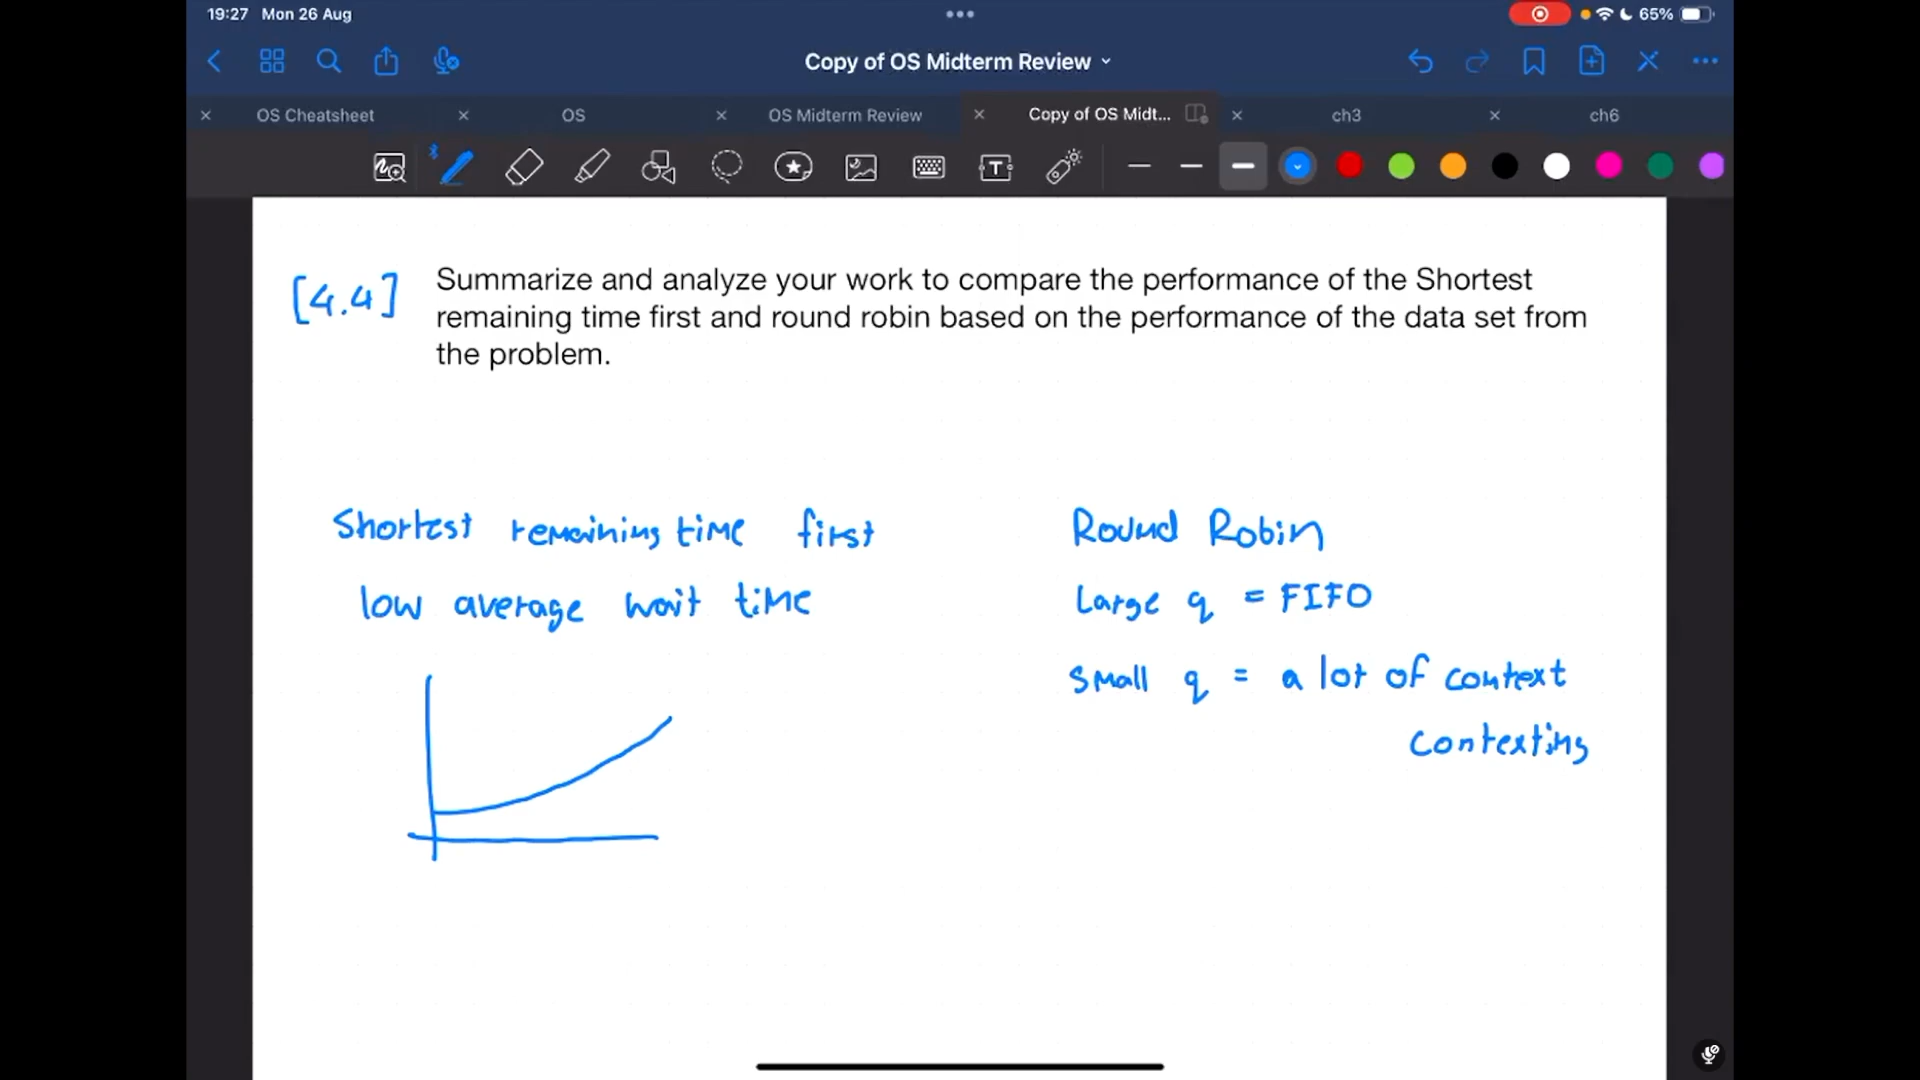 19:27 Mon 26 Aug
65%
Copy of OS Midterm Review
OS Cheatsheet
OS
OS Midterm Review
Copy of OS Midt...
ch3
ch6
[4.4]
Summarize and analyze your work to compare the performance of the Shortest
remaining time first and round robin based on the performance of the data set from
the problem.
Shortest remaining time first
low average wait time
Round Robin
Large q = FIFO
Small q = a lot of context
contexting